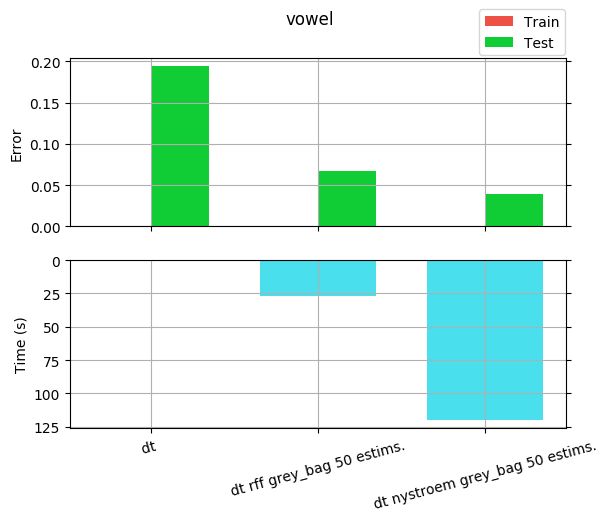 vowel
Train
Test
0.20
0.15
0.10
0.05
0.00
Error
0
25
50
75
100
125
Time (s)
dt
dt rff grey_bag 50 estims.
dt nystroem grey_bag 50 estims.